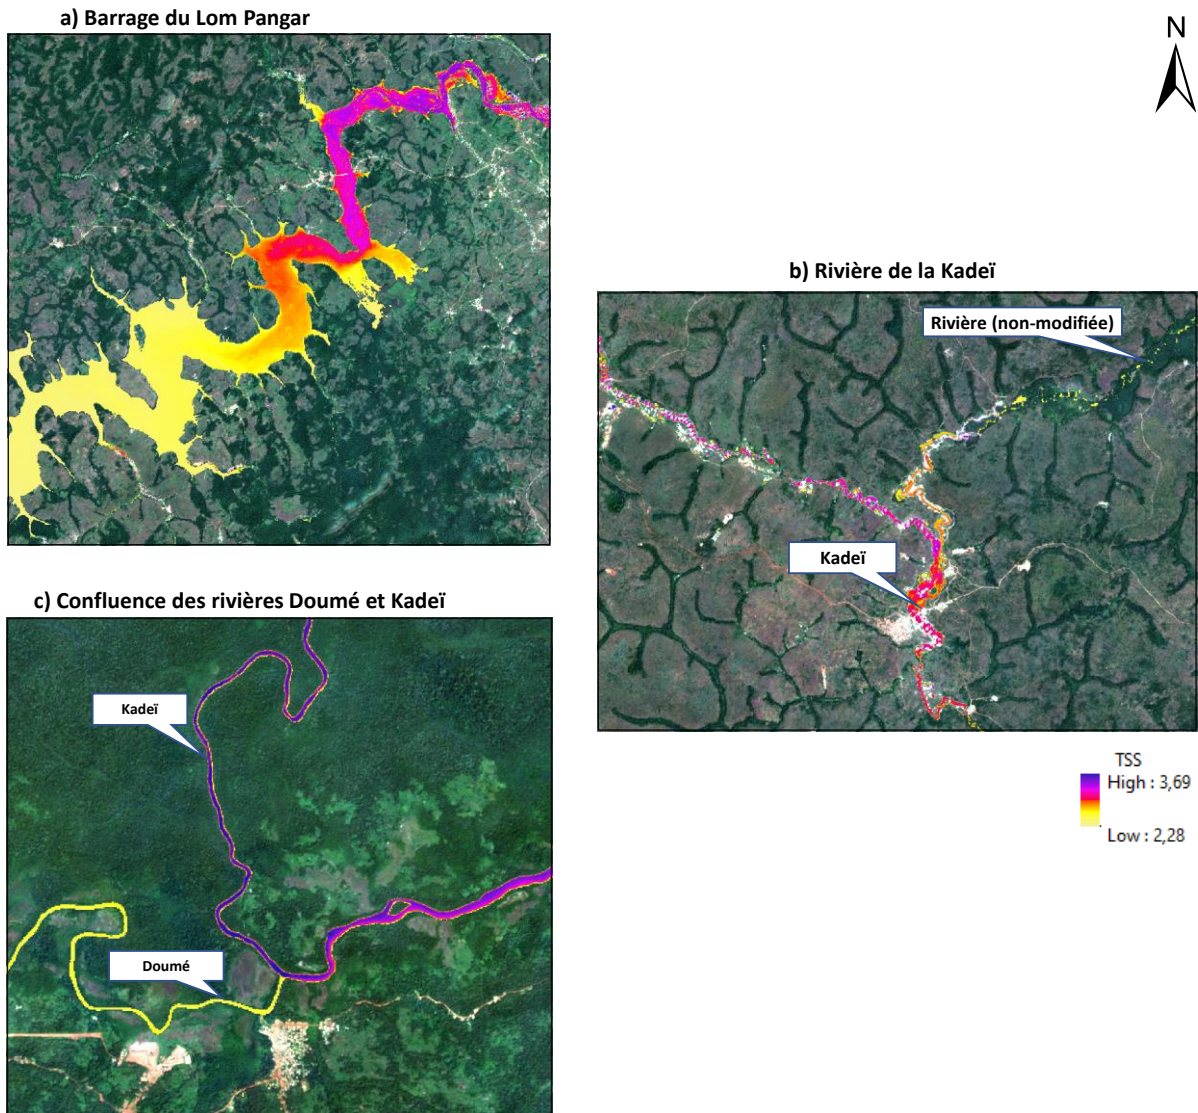 a) Barrage du Lom Pangar
N
b) Rivière de la Kadeï
Rivière (non-modifiée)
Kadeï
c) Confluence des rivières Doumé et Kadeï
Kadeï
Doumé
TSS
High : 3,69
Low : 2,28